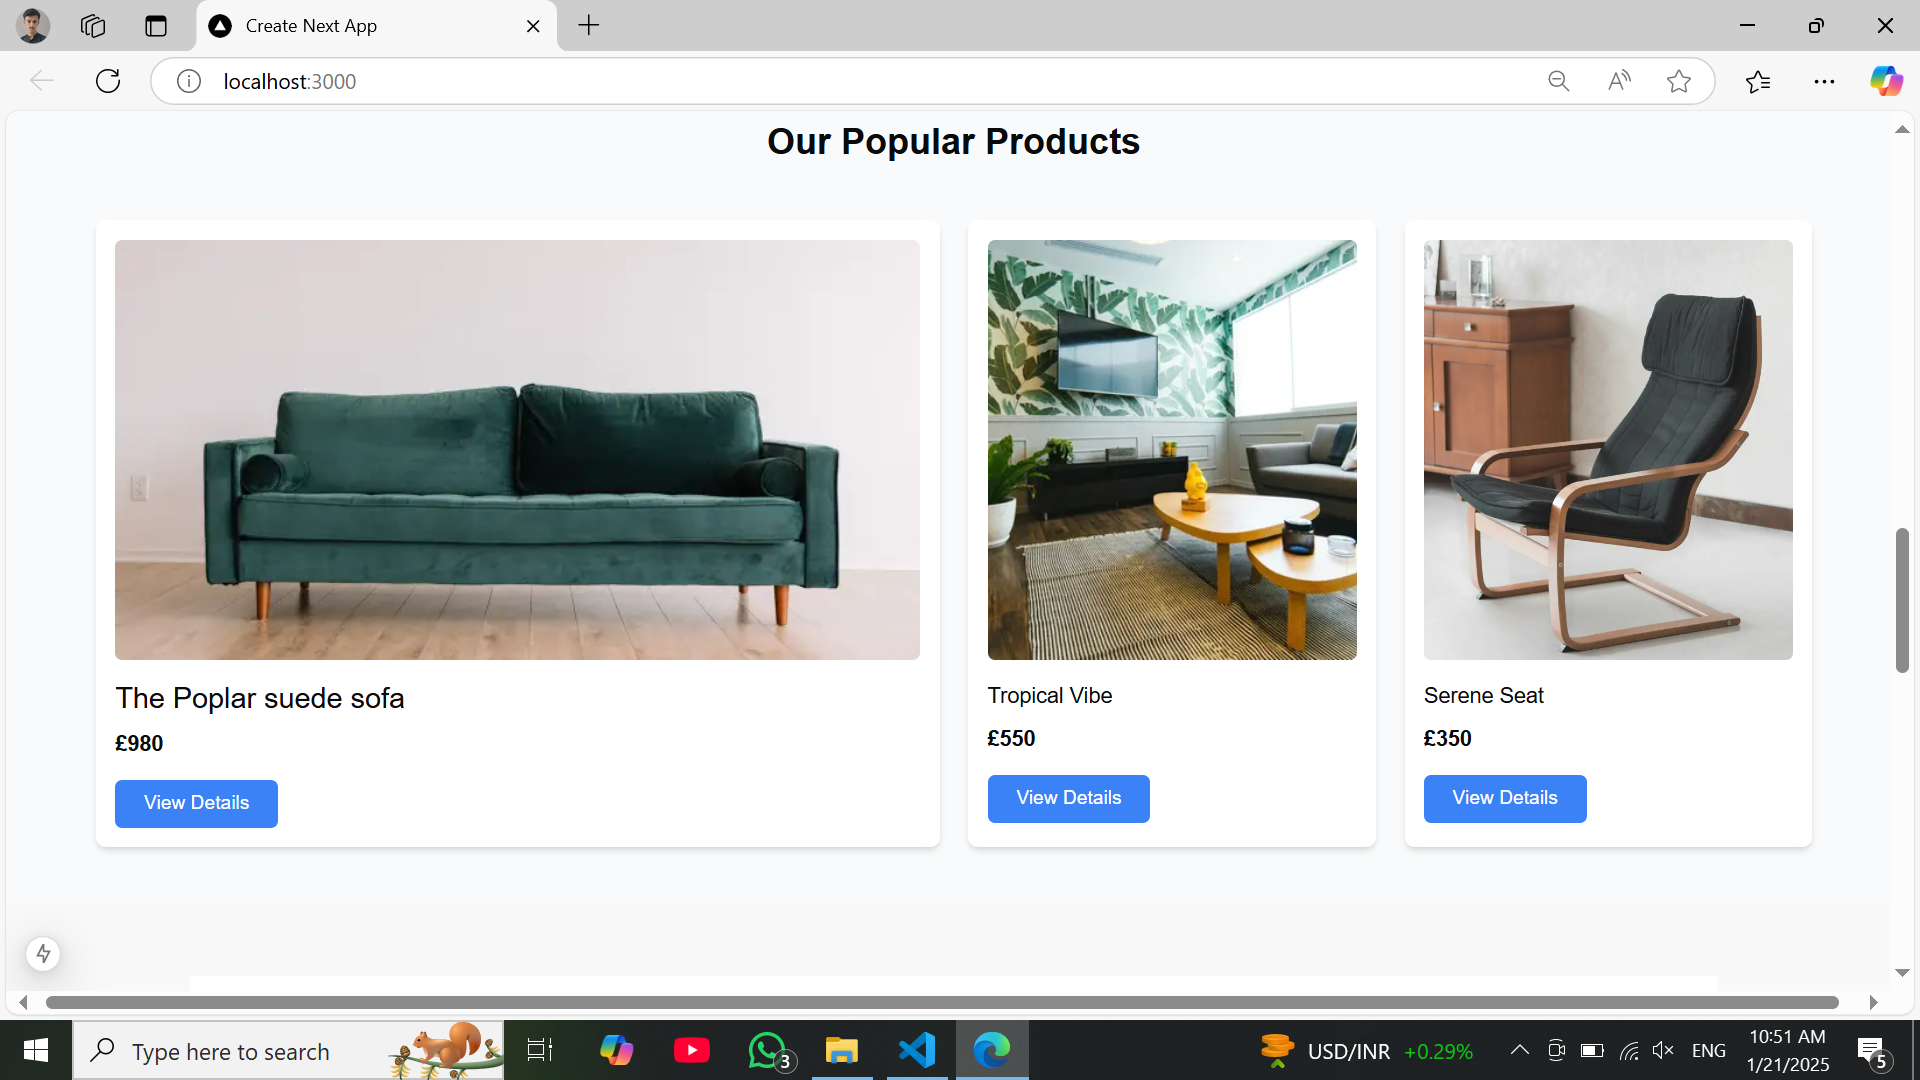 Create Next App
localhost:3000
Our Popular Products
The Poplar suede sofa
£980
View Details
Tropical Vibe
£550
View Details
Serene Seat
£350
View Details
Type here to search
3
USD/INR +0.29%
ENG
10:51 AM
1/21/2025
5